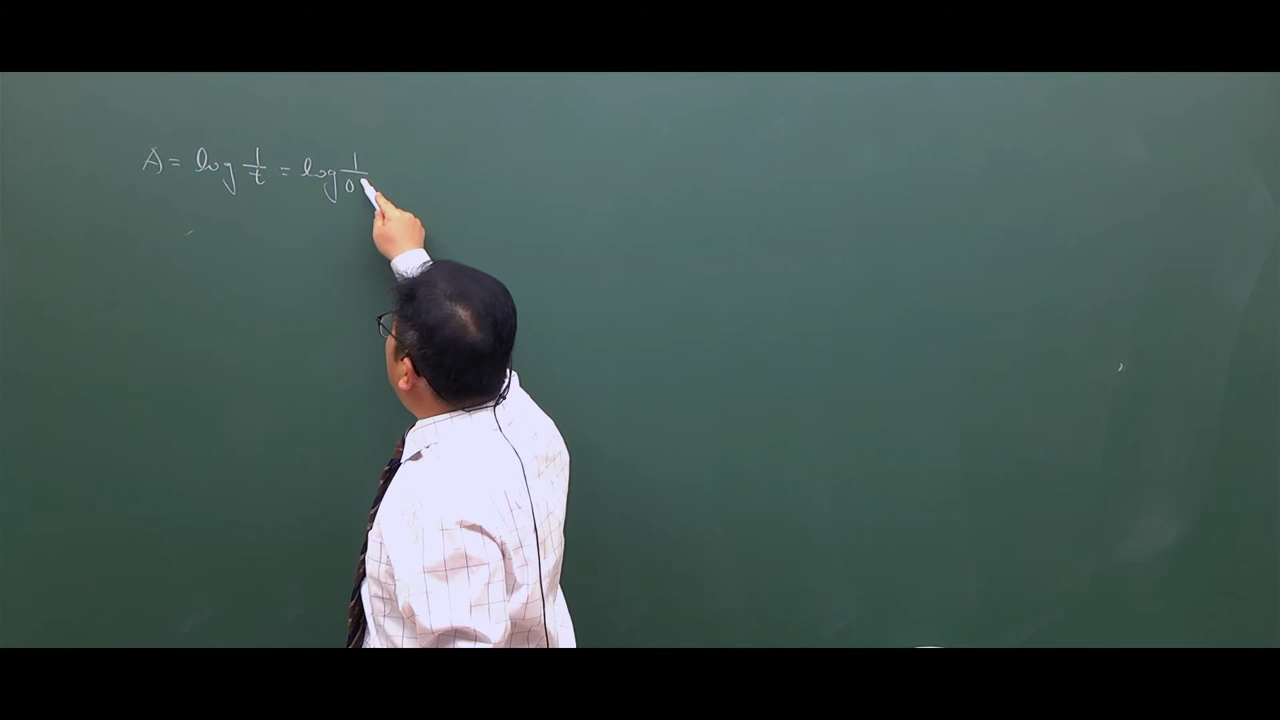 A = log 1/t = log 1/0